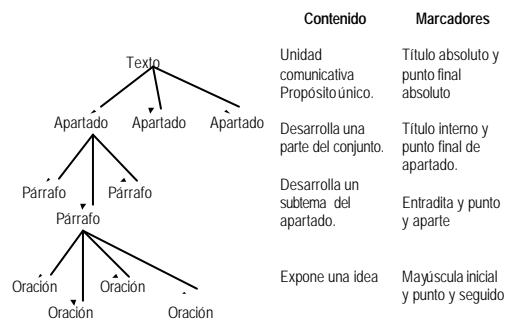 Contenido Marcadores
Texto
Unidad comunicativa Propósito único.
Título absoluto y punto final absoluto
Apartado Apartado Apartado
Desarrolla una parte del conjunto.
Título interno y punto final de apartado.
Párrafo Párrafo
Párrafo
Desarrolla un subtema del apartado.
Entradita y punto y aparte
Oración Oración
Oración Oración
Expone una idea
Mayúscula inicial y punto y seguido